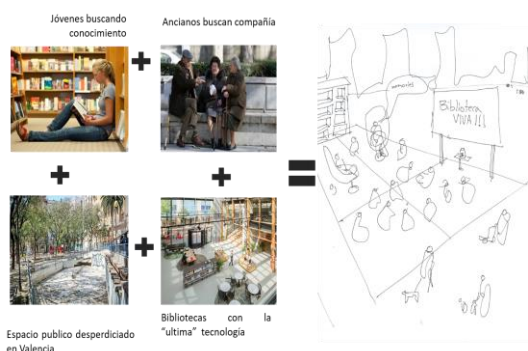 Jóvenes buscando
conocimiento
Ancianos buscan compañía
Espacio publico desperdiciado
en Valencia
Bibliotecas con la
“ultima” tecnología
Biblioteca
VIVA!!!